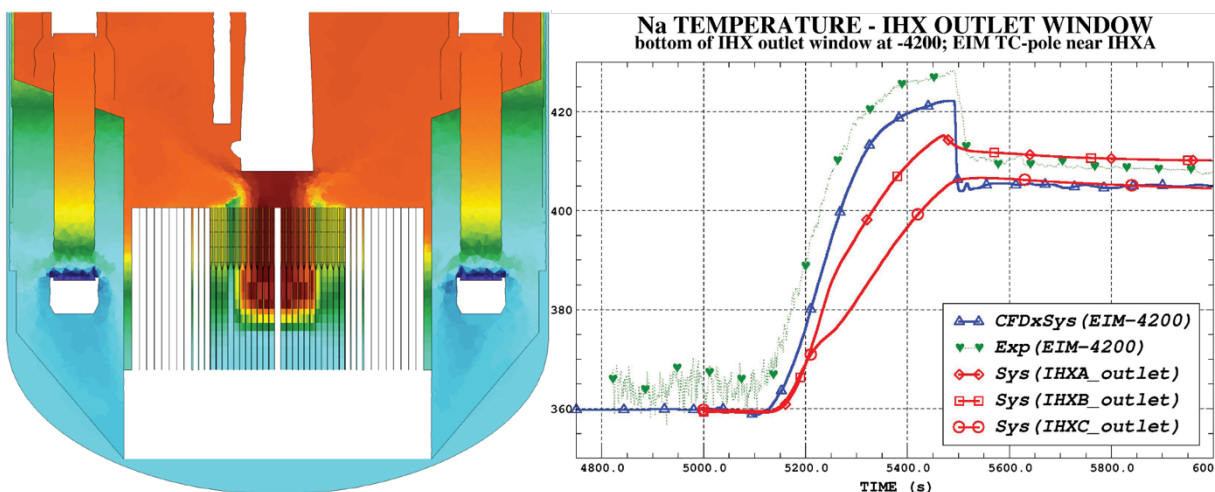 Na TEMPERATURE - IHX OUTLET WINDOW
bottom of IHX outlet window at -4200; EIM TC-pole near IHXA
420
400
380
360
CFDxSys(EIM-4200)
Exp(EIM-4200)
Sys(IHXA_outlet)
Sys(IHXB_outlet)
Sys(IHXC_outlet)
4800.0 5000.0 5200.0 5400.0 5600.0 5800.0 600
TIME (s)